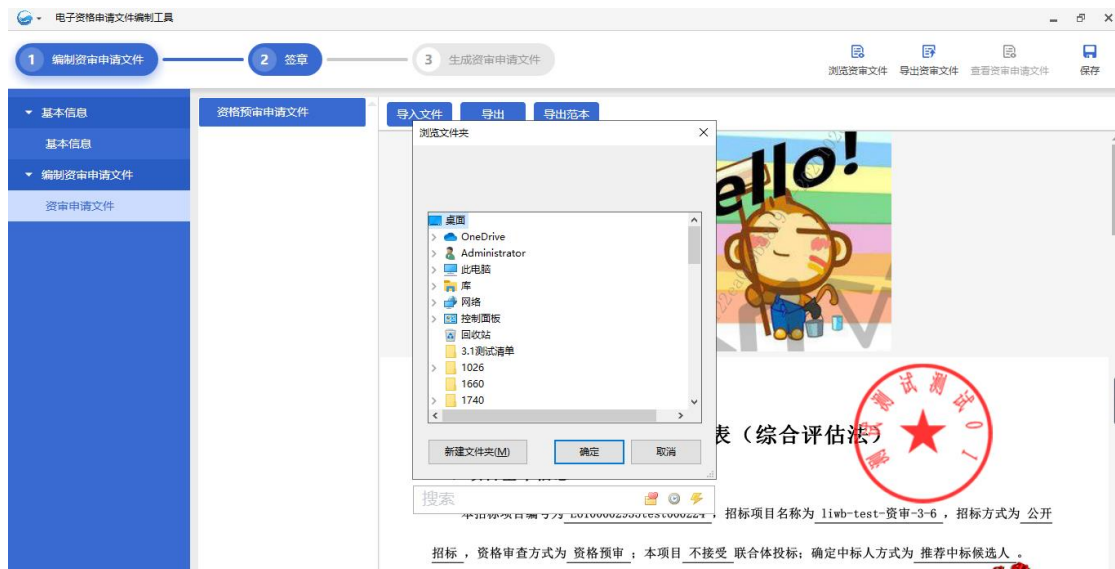 电子资格申请文件编制工具
1 编制资审申请文件
2 签章
3 生成资审申请文件
浏览资审文件 导出资审文件 查看资审申请文件 保存
基本信息
基本信息
编制资审申请文件
资审申请文件
资格预审申请文件
导入文件 导出 导出范本
浏览文件夹
桌面
OneDrive
Administrator
此电脑
库
网络
控制面板
回收站
3.1测试清单
1026
1660
1740
新建文件夹(M) 确定 取消
搜索
ello!
表（综合评估法）
测试测试测试01
，招标项目名称为 liwb-test-资审-3-6 ，招标方式为 公开
招标 ，资格审查方式为 资格预审 ；本项目 不接受 联合体投标；确定中标人方式为 推荐中标候选人 。